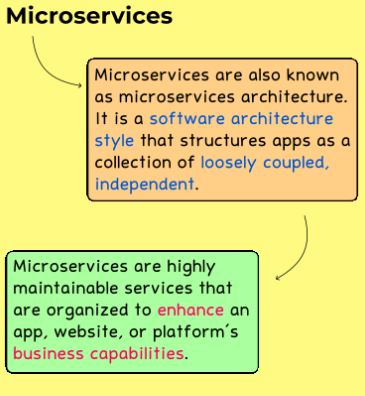 Microservices
Microservices are also known
as microservices architecture.
It is a software architecture
style that structures apps as a
collection of loosely coupled,
independent.
Microservices are highly
maintainable services that
are organized to enhance an
app, website, or platform´s
business capabilities.